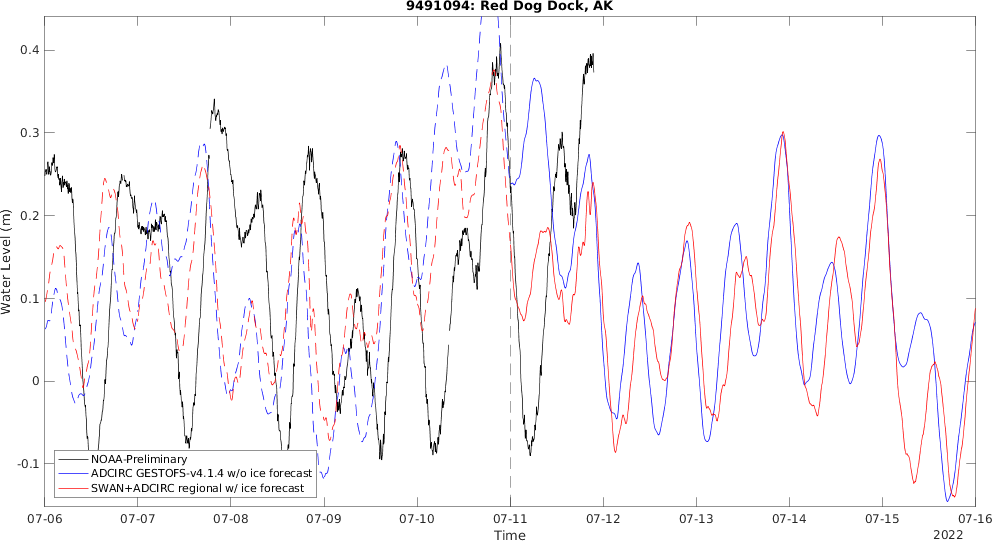 9491094: Red Dog Dock, AK
Water Level (m)
0.4
0.3
0.2
0.1
0
-0.1
NOAA-Preliminary
ADCIRC GESTOFS-v4.1.4 w/o ice forecast
SWAN+ADCIRC regional w/ ice forecast
07-06 07-07 07-08 07-09 07-10 07-11 07-12 07-13 07-14 07-15 07-16
Time
2022